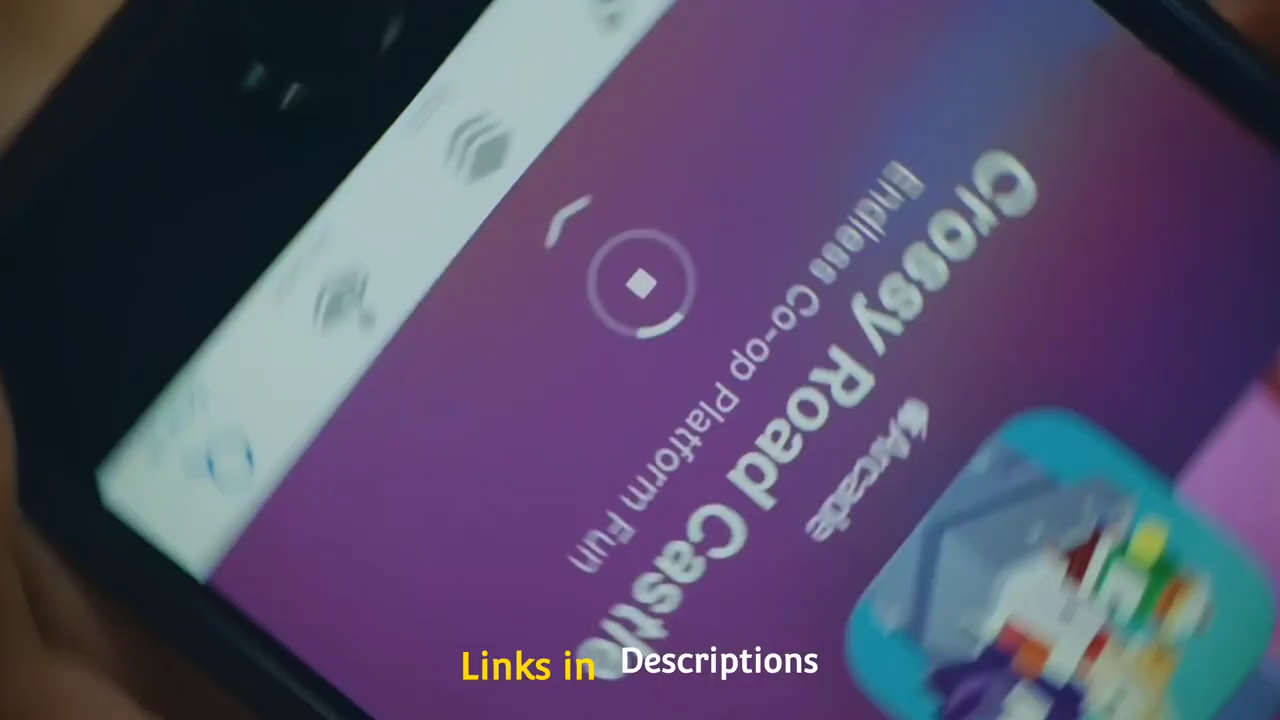 Arcade
Crossy Road Castle
Endless Co-op Platform Fun
Links in Descriptions